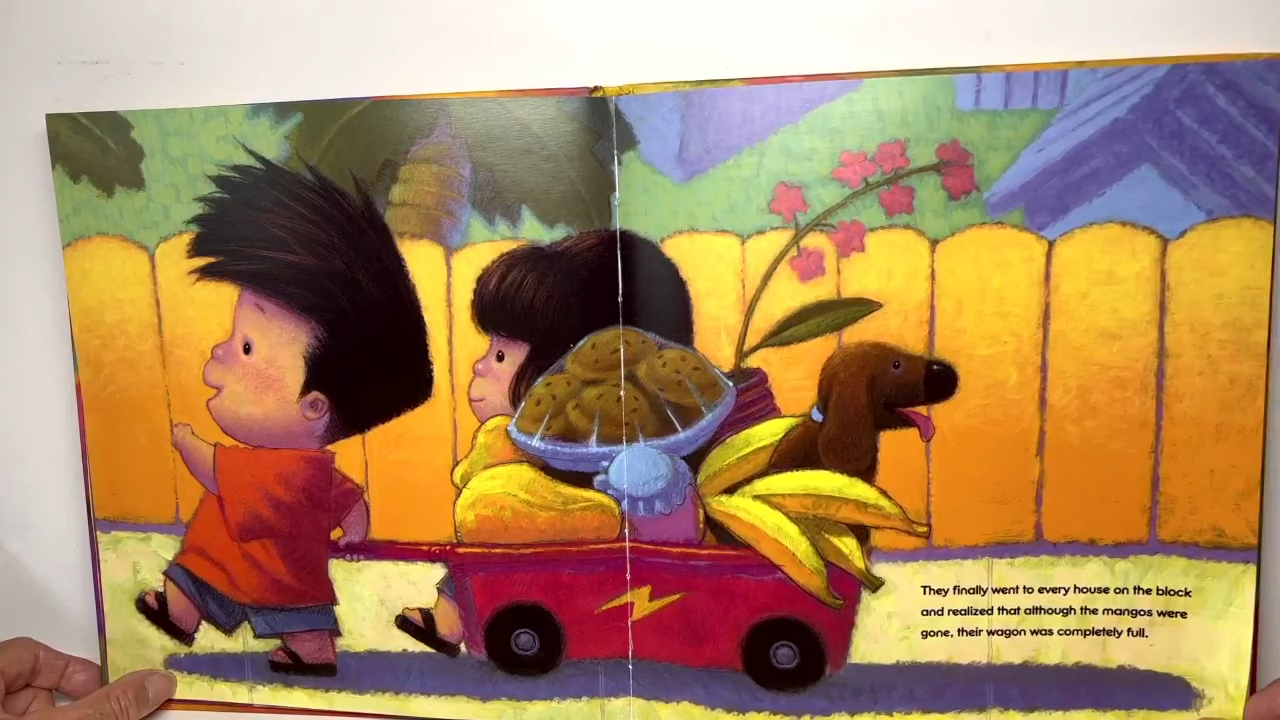 They finally went to every house on the block
and realized that although the mangos were
gone, their wagon was completely full.